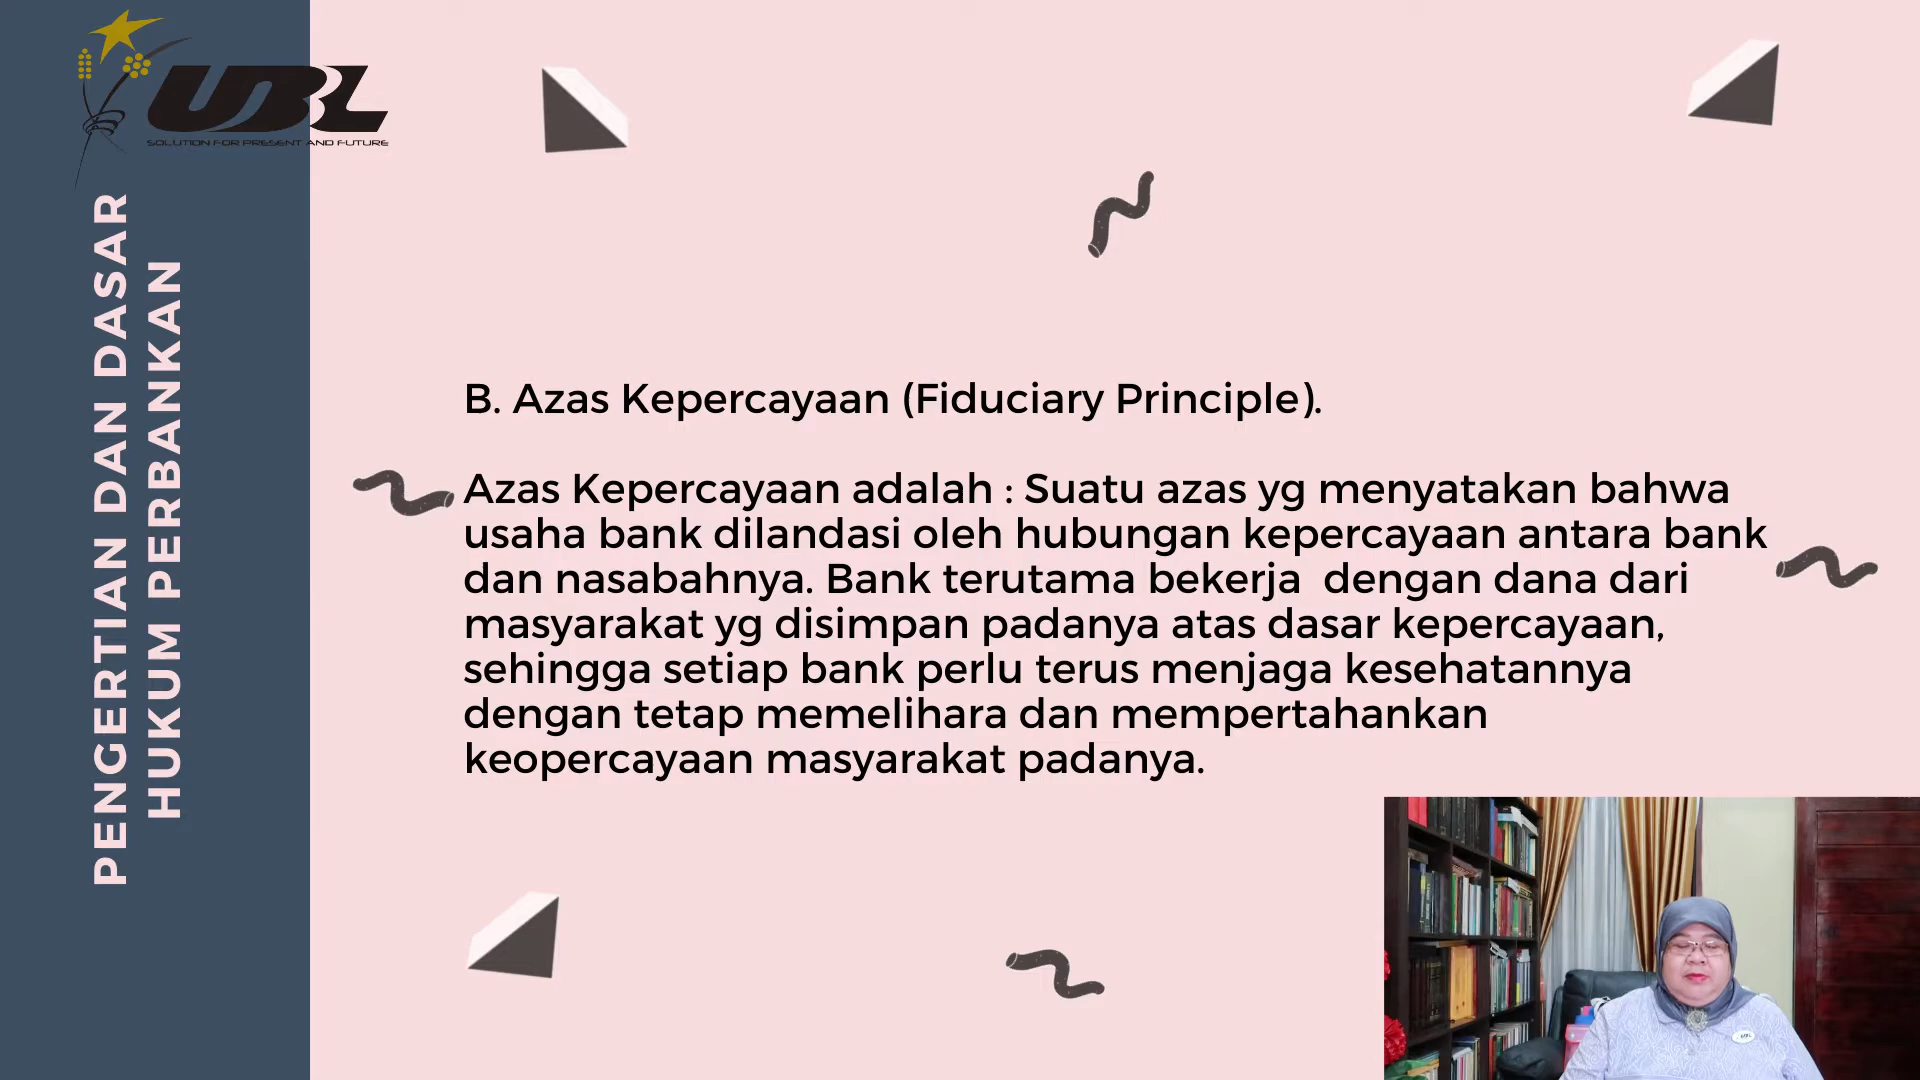 UBL
SOLUTION FOR PRESENT AND FUTURE
PENGERTIAN DAN DASAR
HUKUM PERBANKAN
B. Azas Kepercayaan (Fiduciary Principle).
Azas Kepercayaan adalah : Suatu azas yg menyatakan bahwa
usaha bank dilandasi oleh hubungan kepercayaan antara bank
dan nasabahnya. Bank terutama bekerja  dengan dana dari
masyarakat yg disimpan padanya atas dasar kepercayaan,
sehingga setiap bank perlu terus menjaga kesehatannya
dengan tetap memelihara dan mempertahankan
keopercayaan masyarakat padanya.
UBL